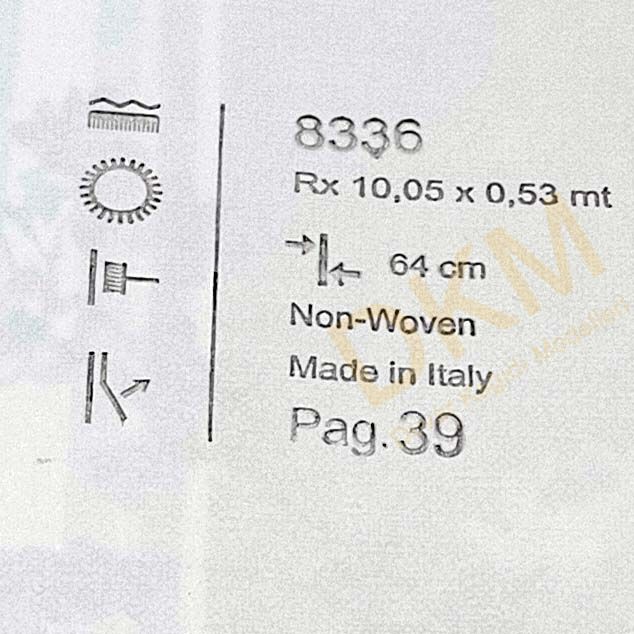 8336
Rx 10,05 x 0,53 mt
64 cm
Non-Woven
Made in Italy
Pag. 39
DKM